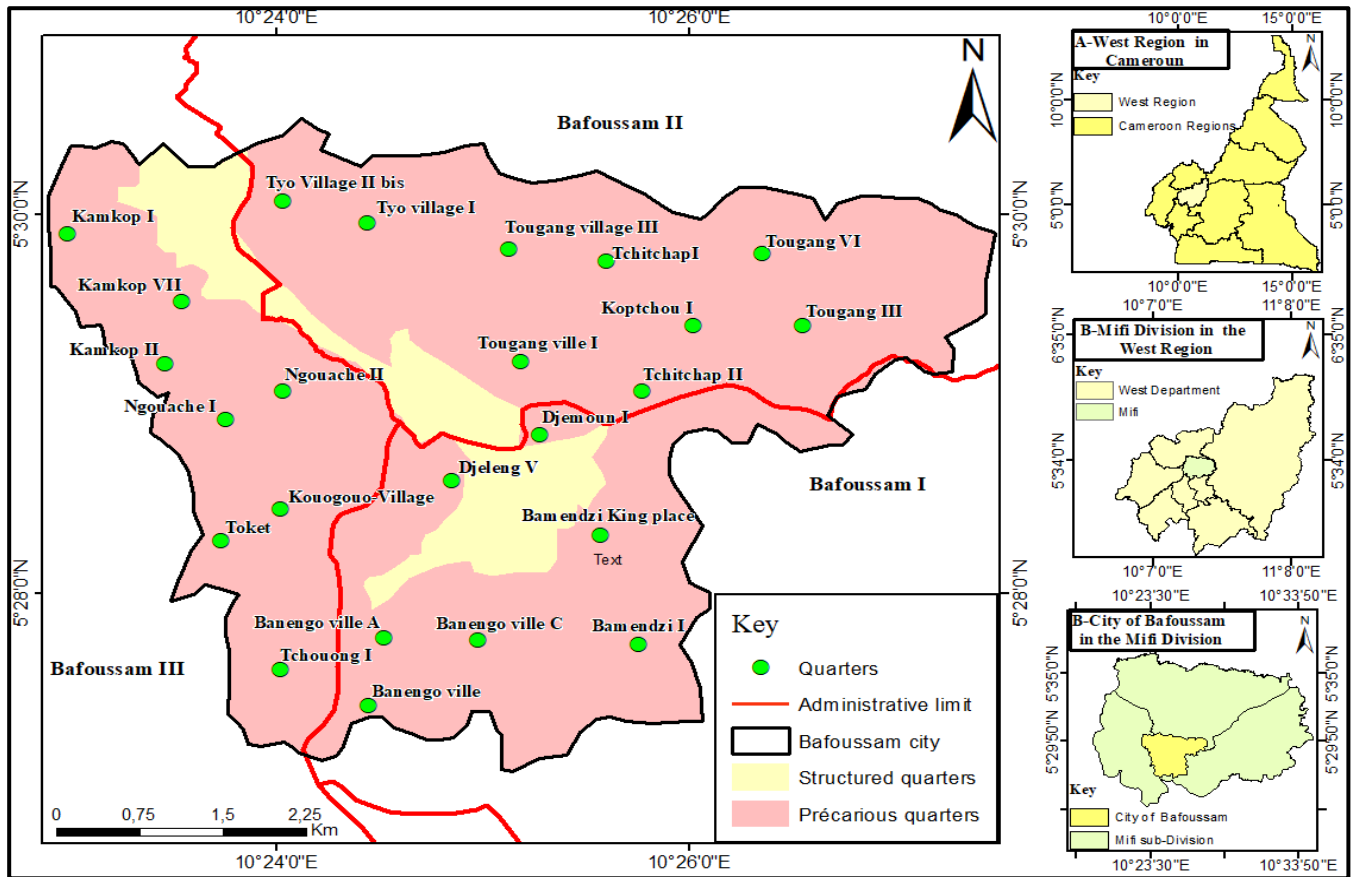 10°24'0"E
10°26'0"E
N
Bafoussam II
5°30'0"N
5°30'0"N
Tyo Village II bis
Tyo village I
Kamkop I
Tougang village III
Tchitchap I
Tougang VI
Kamkop VII
Koptchou I
Tougang III
Kamkop II
Tougang ville I
Ngouache II
Tchitchap II
Ngouache I
Djemoun I
Djeleng V
Bafoussam I
Kouogouo-Village
Bamendzi King place
Toket
Text
5°28'0"N
5°28'0"N
Banengo ville A
Banengo ville C
Bamendzi I
Bafoussam III
Tchouong I
Banengo ville
Key
Quarters
Administrative limit
Bafoussam city
Structured quarters
Précarious quarters
0 0,75 1,5 2,25
Km
10°24'0"E
10°26'0"E
10°0'0"E
15°0'0"E
A-West Region in
Cameroun
N
Key
West Region
Cameroon Regions
10°0'0"N
10°0'0"N
5°0'0"N
5°0'0"N
10°0'0"E
15°0'0"E
10°7'0"E
11°8'0"E
B-Mifi Division in the
West Region
N
Key
West Department
Mifi
6°35'0"N
6°35'0"N
5°34'0"N
5°34'0"N
10°7'0"E
11°8'0"E
10°23'30"E
10°33'50"E
B-City of Bafoussam
in the Mifi Division
N
5°35'0"N
5°35'0"N
5°29'50"N
5°29'50"N
Key
City of Bafoussam
Mifi sub-Division
10°23'30"E
10°33'50"E